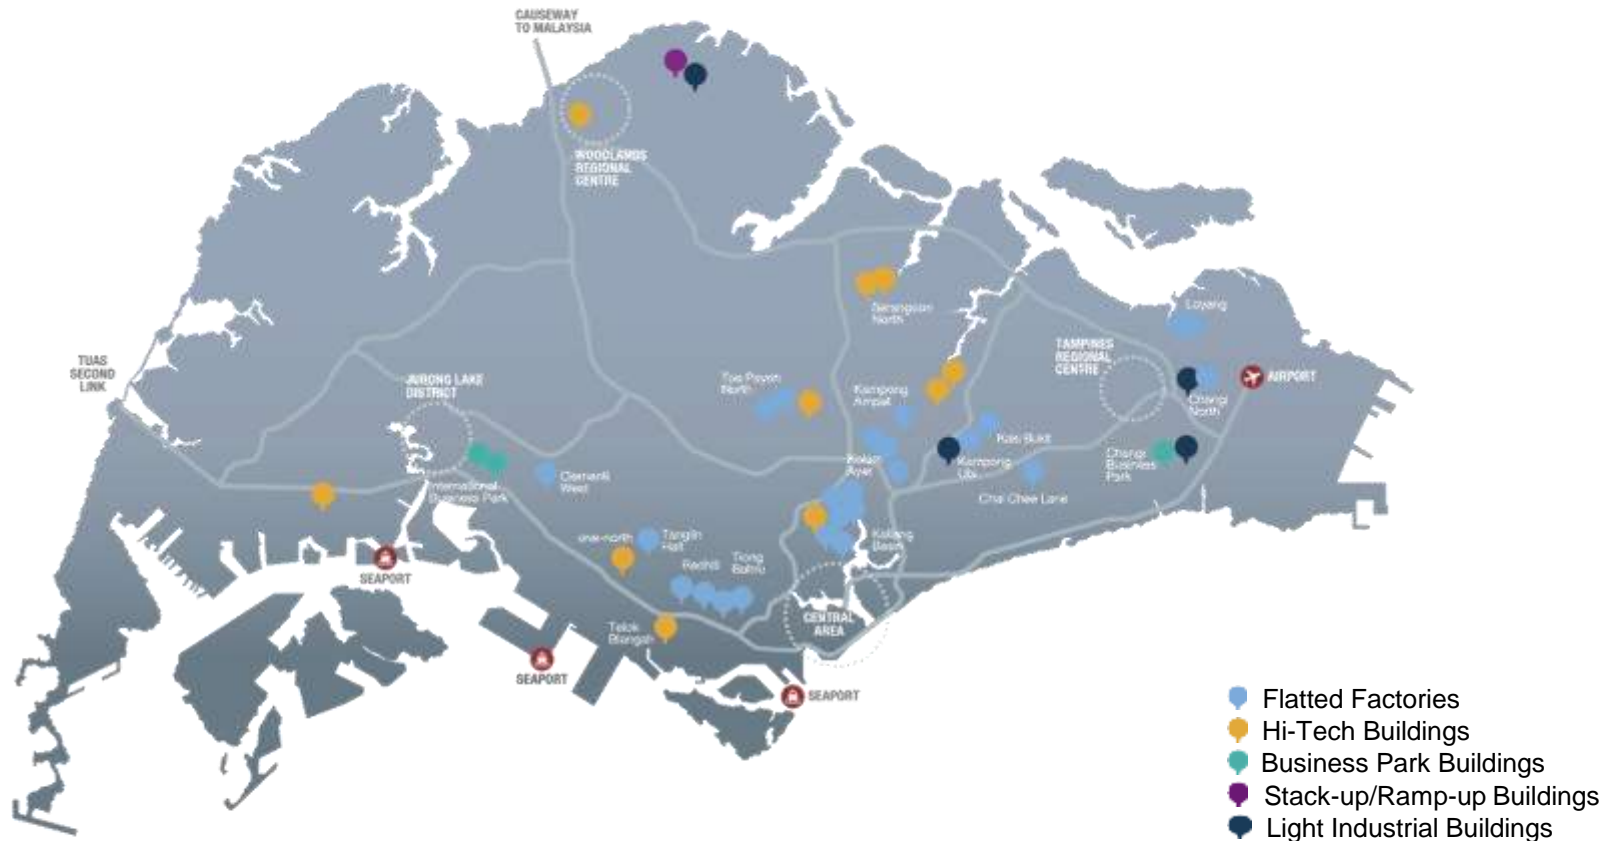 CAUSEWAY
TO MALAYSIA
WOODLANDS
REGIONAL
CENTRE
Serangoon
North
Loyang
TAMPINES
REGIONAL
CENTRE
TUAS
SECOND
LINK
AIRPORT
JURONG LAKE
DISTRICT
Toa Payoh
North
Kampong
Ampat
Changi
North
Kaki Bukit
Kolam
Ayer
Kampong
Ubi
Changi
Business
Park
International
Business Park
Clementi
West
Chai Chee Lane
one-north
Tanglin
Halt
Kallang
Basin
Redhill
Tiong
Bahru
SEAPORT
CENTRAL
AREA
Telok
Blangah
SEAPORT
SEAPORT
Flatted Factories
Hi-Tech Buildings
Business Park Buildings
Stack-up/Ramp-up Buildings
Light Industrial Buildings